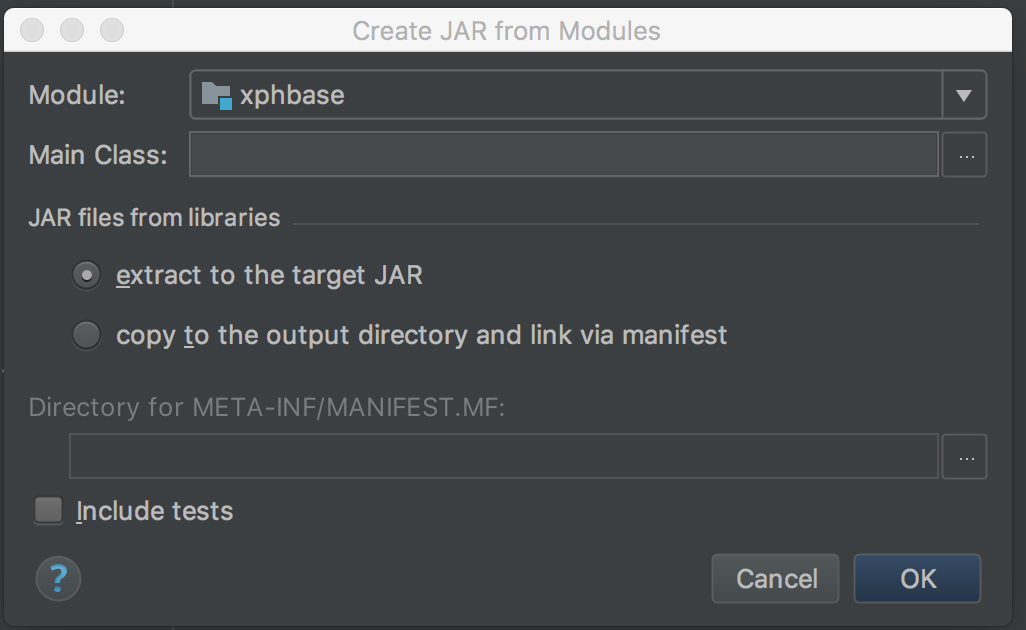 Create JAR from Modules
Module: xphbase
Main Class: ...
JAR files from libraries
extract to the target JAR
copy to the output directory and link via manifest
Directory for META-INF/MANIFEST.MF:
...
Include tests
? Cancel OK